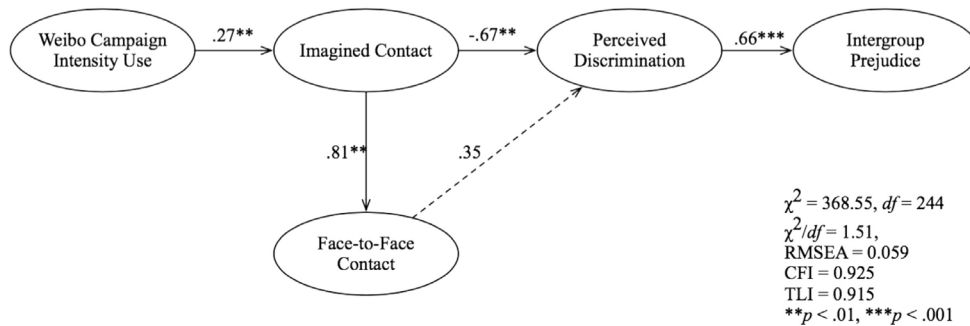 Weibo Campaign
Intensity Use
.27**
Imagined Contact
-.67**
Perceived
Discrimination
.66***
Intergroup
Prejudice
.81**
.35
Face-to-Face
Contact
χ² = 368.55, df = 244
χ²/df = 1.51,
RMSEA = 0.059
CFI = 0.925
TLI = 0.915
**p < .01, ***p < .001